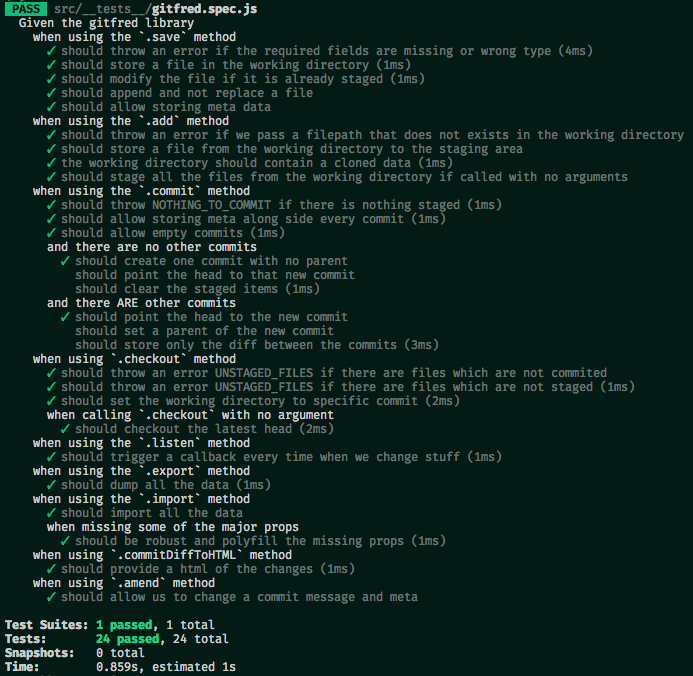 PASS src/__tests__/gitfred.spec.js
Given the gitfred library
when using the `.save` method
✓ should throw an error if the required fields are missing or wrong type (4ms)
✓ should store a file in the working directory (1ms)
✓ should modify the file if it is already staged (1ms)
✓ should append and not replace a file
✓ should allow storing meta data
when using the `.add` method
✓ should throw an error if we pass a filepath that does not exists in the working directory
✓ should store a file from the working directory to the staging area
✓ the working directory should contain a cloned data (1ms)
✓ should stage all the files from the working directory if called with no arguments
when using the `.commit` method
✓ should throw NOTHING_TO_COMMIT if there is nothing staged (1ms)
✓ should allow storing meta along side every commit (1ms)
✓ should allow empty commits (1ms)
and there are no other commits
✓ should create one commit with no parent
should point the head to that new commit
should clear the staged items (1ms)
and there ARE other commits
✓ should point the head to the new commit
should set a parent of the new commit
should store only the diff between the commits (3ms)
when using `.checkout` method
✓ should throw an error UNSTAGED_FILES if there are files which are not commited
✓ should throw an error UNSTAGED_FILES if there are files which are not staged (1ms)
✓ should set the working directory to specific commit (2ms)
when calling `.checkout` with no argument
✓ should checkout the latest head (2ms)
when using the `.listen` method
✓ should trigger a callback every time when we change stuff (1ms)
when using the `.export` method
✓ should dump all the data (1ms)
when using the `.import` method
✓ should import all the data
when missing some of the major props
✓ should be robust and polyfill the missing props (1ms)
when using `.commitDiffToHTML` method
✓ should provide a html of the changes (1ms)
when using `.amend` method
✓ should allow us to change a commit message and meta
Test Suites: 1 passed, 1 total
Tests: 24 passed, 24 total
Snapshots: 0 total
Time: 0.859s, estimated 1s